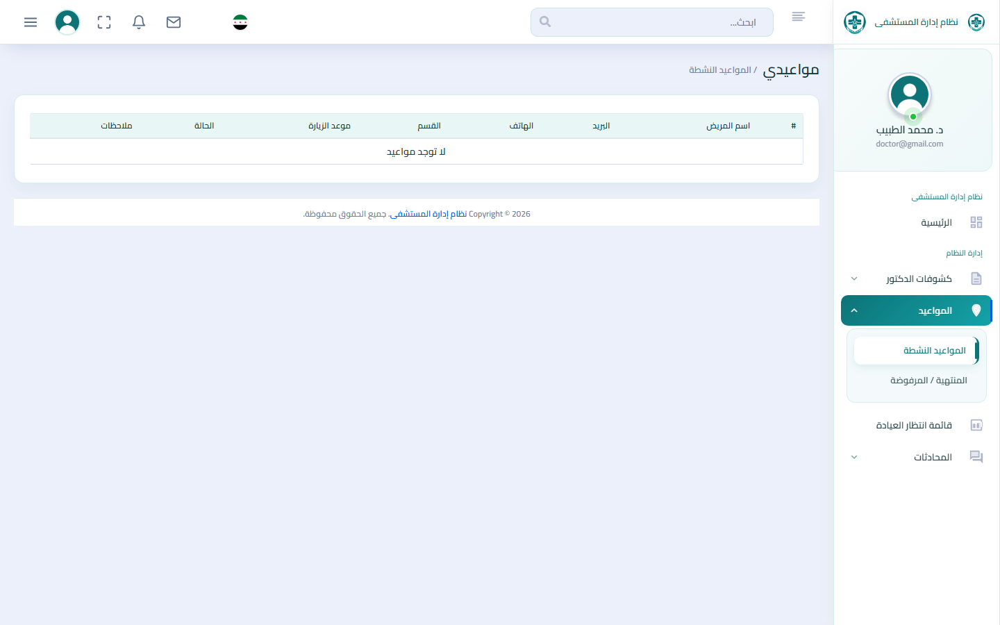 نظام إدارة المستشفى
ابحث...
د. محمد الطبيب
doctor@gmail.com
نظام إدارة المستشفى
الرئيسية
إدارة النظام
كشوفات الدكتور
المواعيد
المواعيد النشطة
المنتهية / المرفوضة
قائمة انتظار العيادة
المحادثات
مواعيدي / المواعيد النشطة
# اسم المريض البريد الهاتف القسم موعد الزيارة الحالة ملاحظات
لا توجد مواعيد
Copyright © 2026 نظام إدارة المستشفى. جميع الحقوق محفوظة.